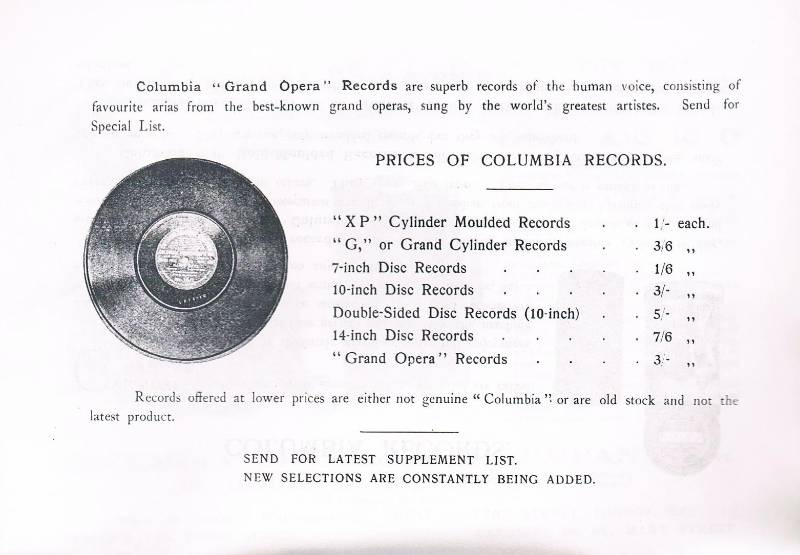 Columbia “Grand Opera” Records are superb records of the human voice, consisting of
favourite arias from the best-known grand operas, sung by the world's greatest artistes. Send for
Special List.
PRICES OF COLUMBIA RECORDS.
“XP” Cylinder Moulded Records . . 1/- each.
“G,” or Grand Cylinder Records . . 3/6 ,,
7-inch Disc Records . . . . . 1/6 ,,
10-inch Disc Records . . . . . 3/- ,,
Double-Sided Disc Records (10-inch) . . 5/- ,,
14-inch Disc Records . . . . 7/6 ,,
“Grand Opera” Records . . . . 3/- ,,
Records offered at lower prices are either not genuine “Columbia” or are old stock and not the
latest product.
SEND FOR LATEST SUPPLEMENT LIST.
NEW SELECTIONS ARE CONSTANTLY BEING ADDED.